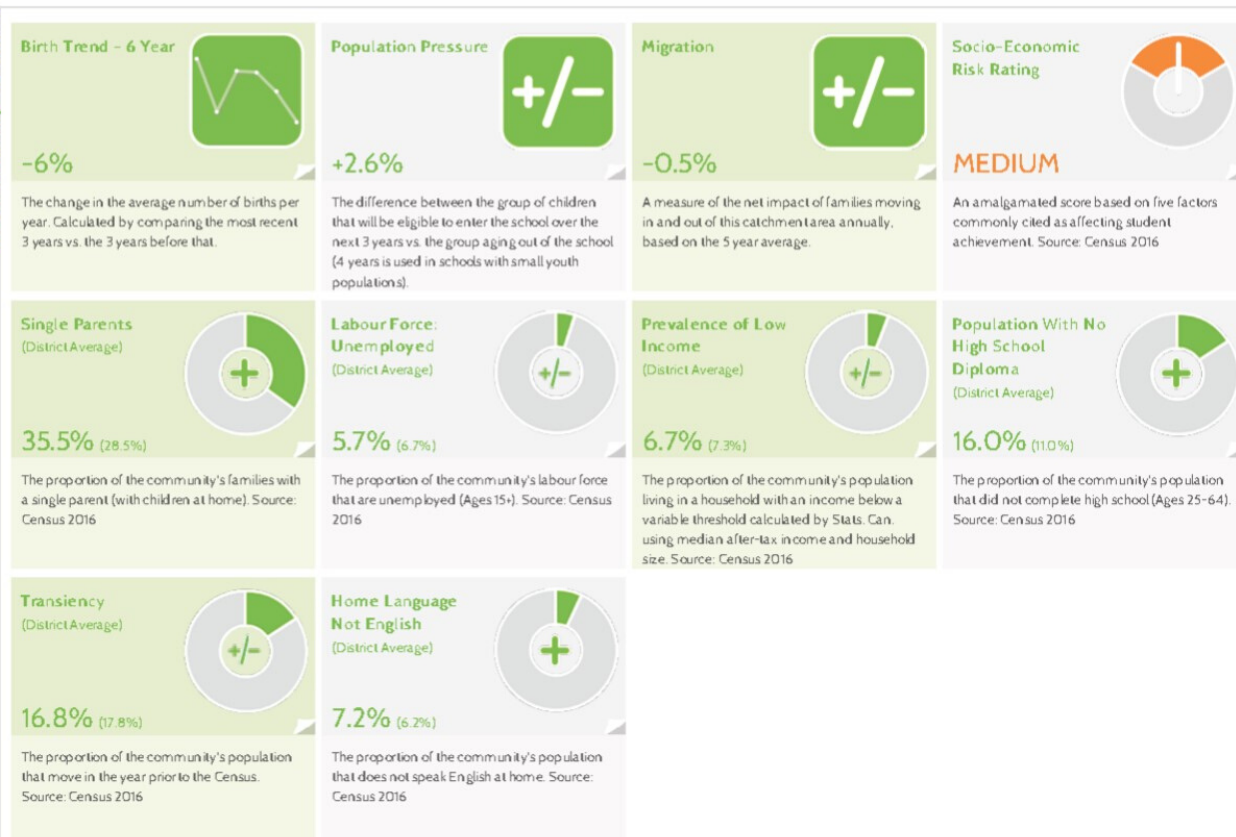 Birth Trend - 6 Year
-6%
The change in the average number of births per
year. Calculated by comparing the most recent
3 years vs. the 3 years before that.
Population Pressure
+/-
+2.6%
The difference between the group of children
that will be eligible to enter the school over the
next 3 years vs. the group aging out of the school
(4 years is used in schools with small youth
populations).
Migration
+/-
-0.5%
A measure of the net impact of families moving
in and out of this catchment area annually,
based on the 5 year average.
Socio-Economic
Risk Rating
MEDIUM
An amalgamated score based on five factors
commonly cited as affecting student
achievement. Source: Census 2016
Single Parents
(District Average)
+
35.5% (28.5%)
The proportion of the community's families with
a single parent (with children at home). Source:
Census 2016
Labour Force:
Unemployed
(District Average)
+/-
5.7% (6.7%)
The proportion of the community's labour force
that are unemployed (Ages 15+). Source: Census
2016
Prevalence of Low
Income
(District Average)
+/-
6.7% (7.3%)
The proportion of the community's population
living in a household with an income below a
variable threshold calculated by Stats. Can.
using median after-tax income and household
size. Source: Census 2016
Population With No
High School
Diploma
(District Average)
+
16.0% (11.0%)
The proportion of the community's population
that did not complete high school (Ages 25-64).
Source: Census 2016
Transiency
(District Average)
+/-
16.8% (17.8%)
The proportion of the community's population
that move in the year prior to the Census.
Source: Census 2016
Home Language
Not English
(District Average)
+
7.2% (6.2%)
The proportion of the community's population
that does not speak English at home. Source:
Census 2016